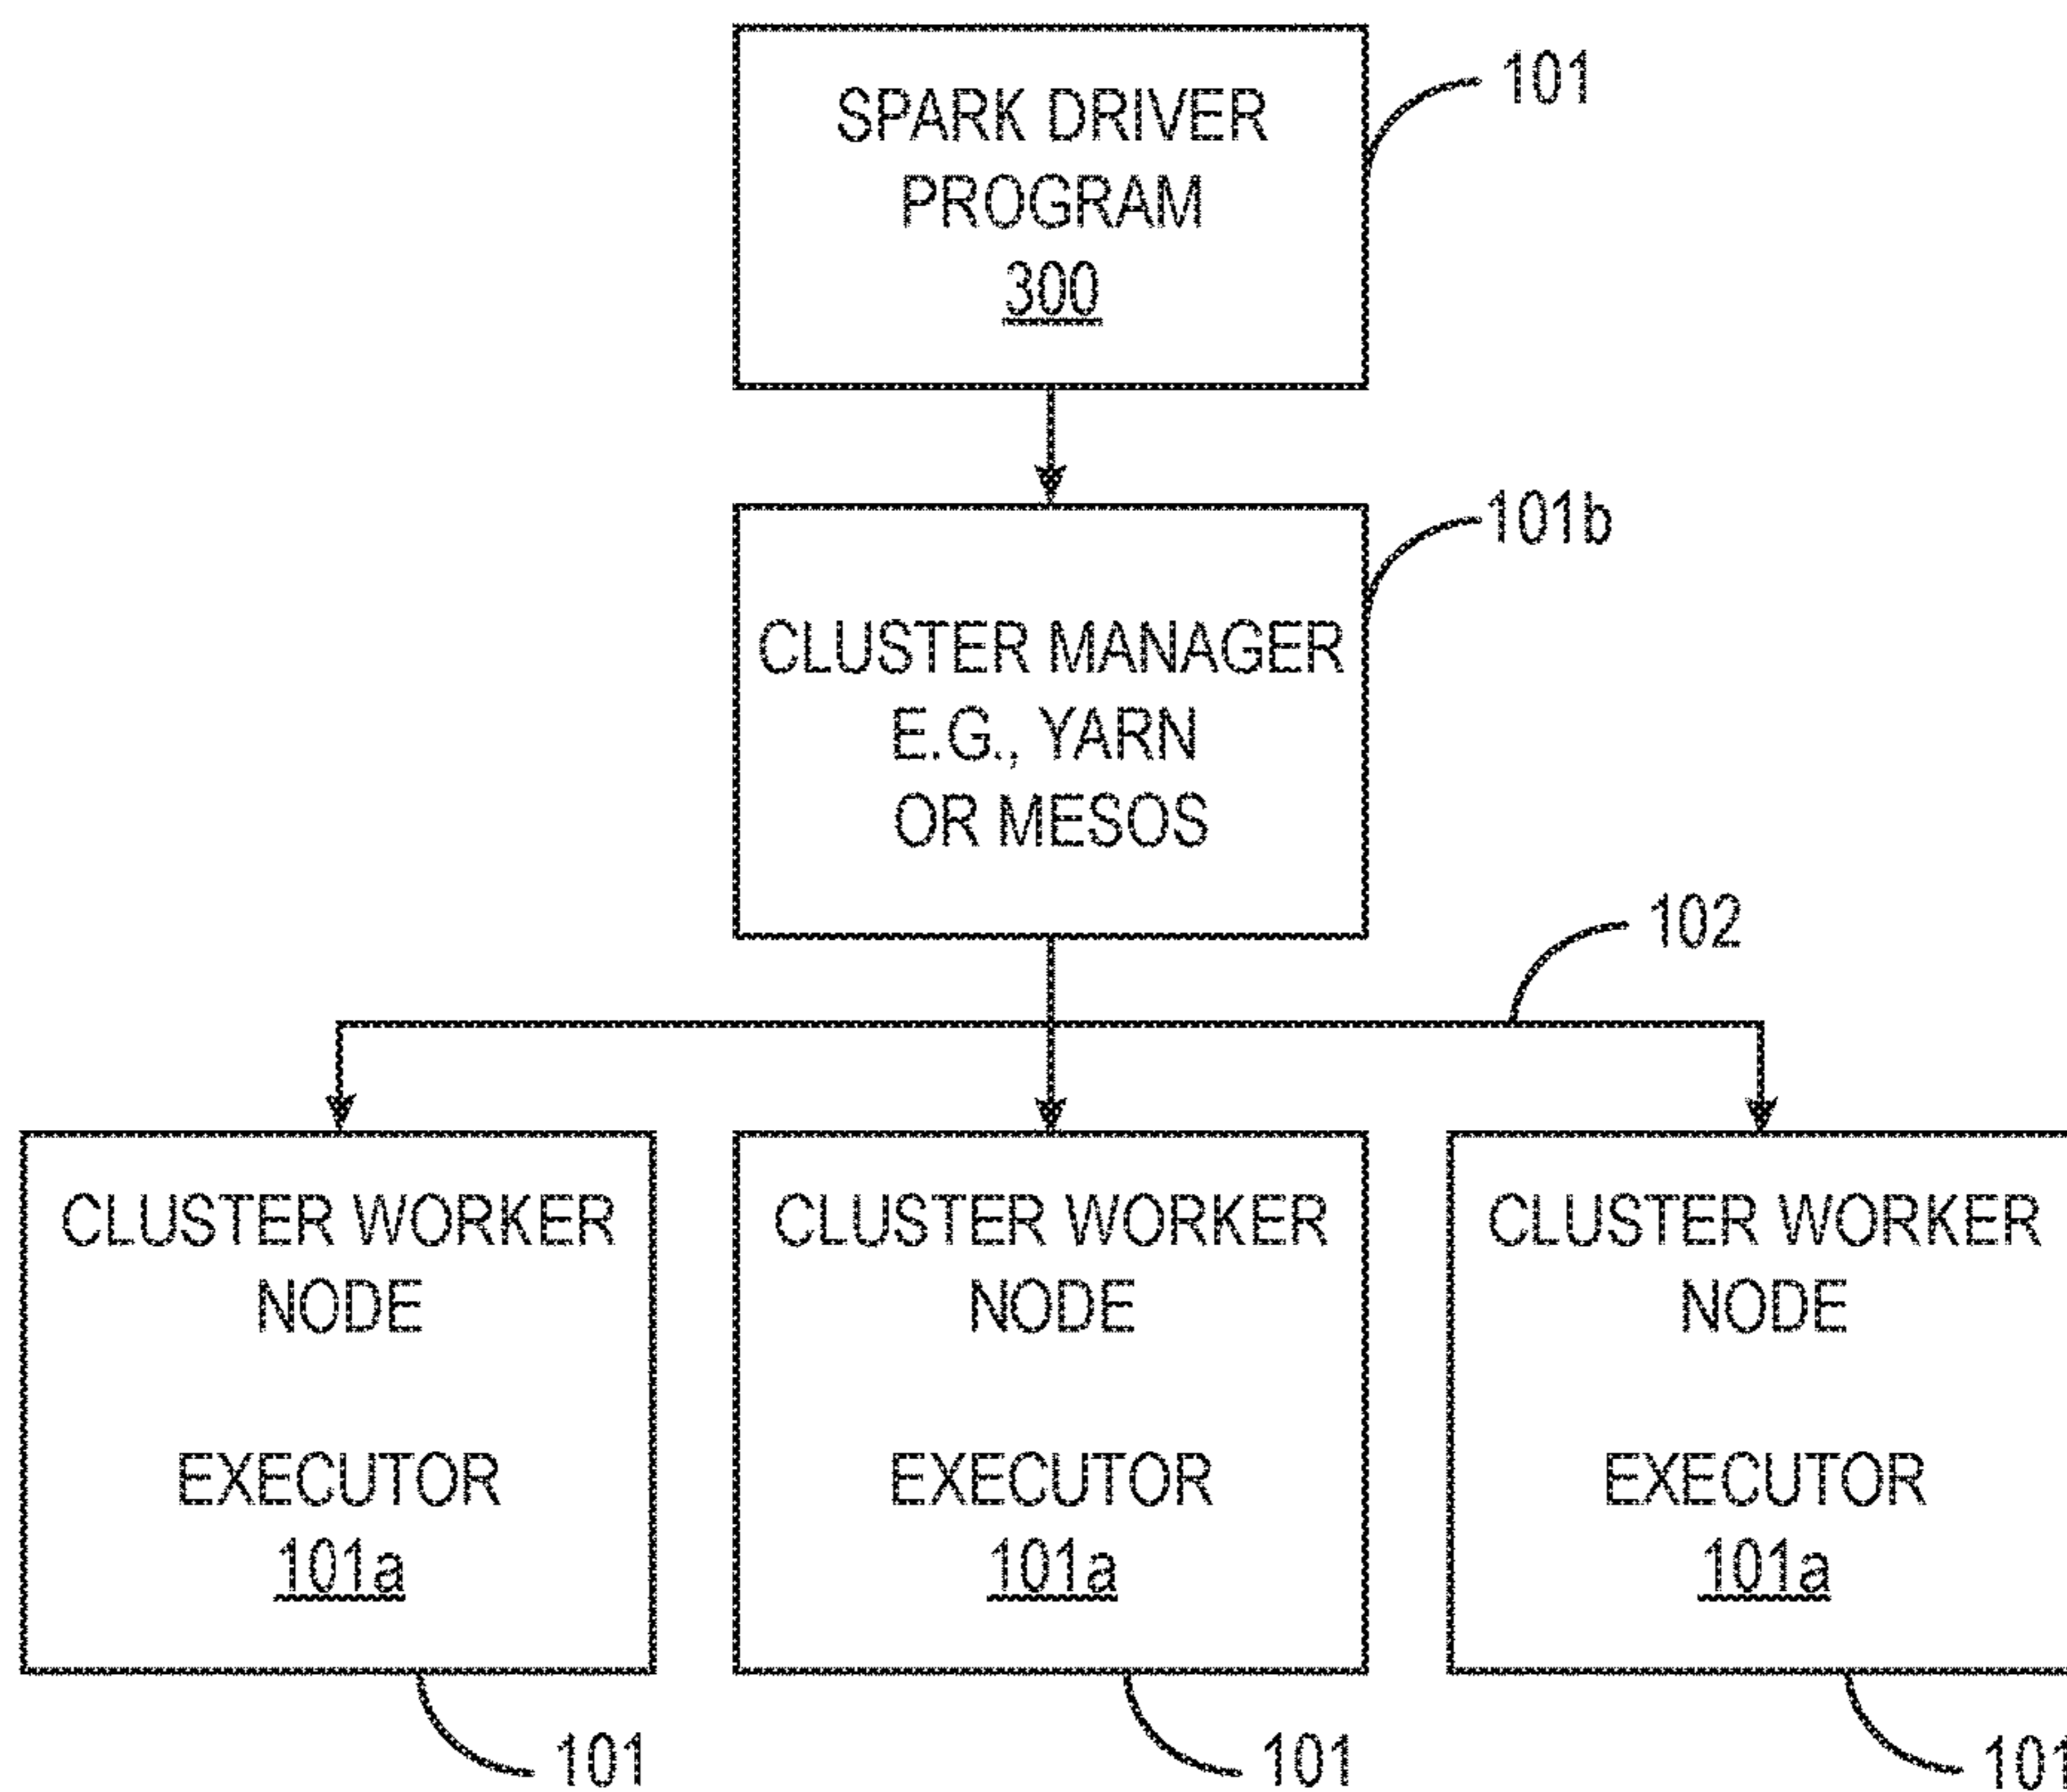 SPARK DRIVER
PROGRAM
300
101
CLUSTER MANAGER
E.G., YARN
OR MESOS
101b
102
CLUSTER WORKER
NODE
EXECUTOR
101a
101
CLUSTER WORKER
NODE
EXECUTOR
101a
101
CLUSTER WORKER
NODE
EXECUTOR
101a
101